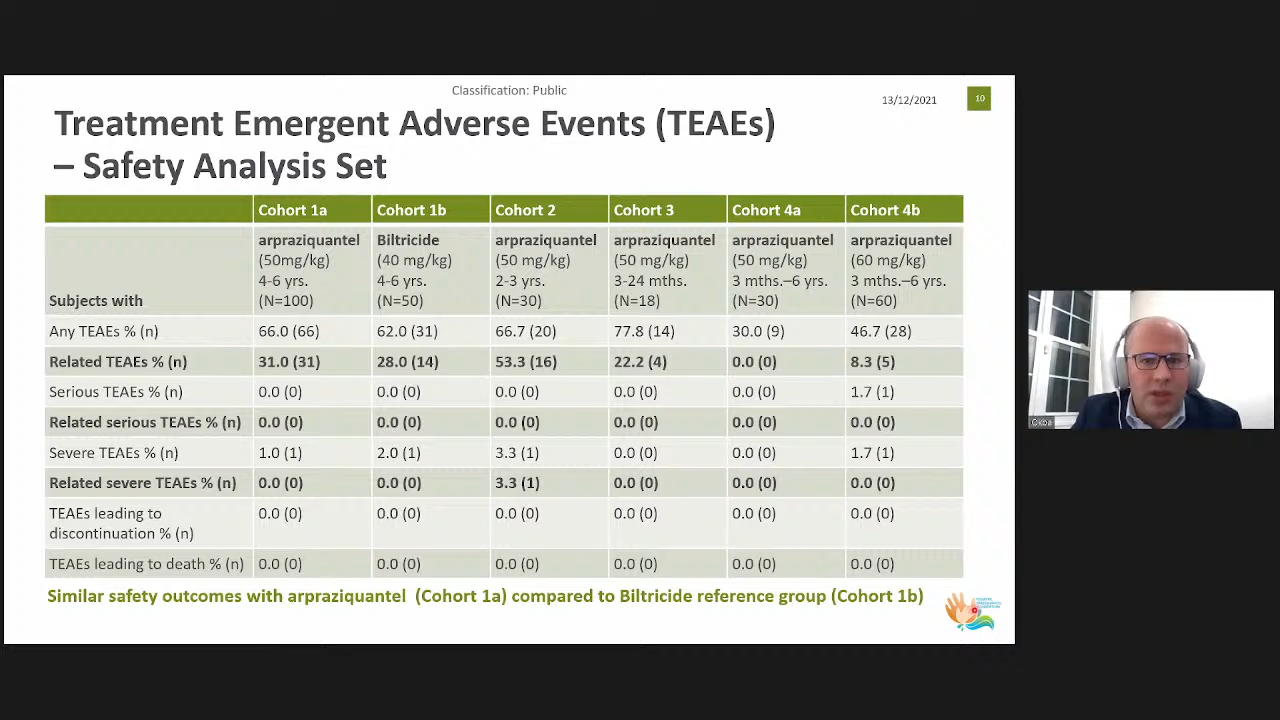 Classification: Public
13/12/2021
10
Treatment Emergent Adverse Events (TEAEs)
– Safety Analysis Set
Cohort 1a Cohort 1b Cohort 2 Cohort 3 Cohort 4a Cohort 4b
Subjects with
arpraziquantel
(50mg/kg)
4-6 yrs.
(N=100)
Biltricide
(40 mg/kg)
4-6 yrs.
(N=50)
arpraziquantel
(50 mg/kg)
2-3 yrs.
(N=30)
arpraziquantel
(50 mg/kg)
3-24 mths.
(N=18)
arpraziquantel
(50 mg/kg)
3 mths.–6 yrs.
(N=30)
arpraziquantel
(60 mg/kg)
3 mths.–6 yrs.
(N=60)
Any TEAEs % (n) 66.0 (66) 62.0 (31) 66.7 (20) 77.8 (14) 30.0 (9) 46.7 (28)
Related TEAEs % (n) 31.0 (31) 28.0 (14) 53.3 (16) 22.2 (4) 0.0 (0) 8.3 (5)
Serious TEAEs % (n) 0.0 (0) 0.0 (0) 0.0 (0) 0.0 (0) 0.0 (0) 1.7 (1)
Related serious TEAEs % (n) 0.0 (0) 0.0 (0) 0.0 (0) 0.0 (0) 0.0 (0) 0.0 (0)
Severe TEAEs % (n) 1.0 (1) 2.0 (1) 3.3 (1) 0.0 (0) 0.0 (0) 1.7 (1)
Related severe TEAEs % (n) 0.0 (0) 0.0 (0) 3.3 (1) 0.0 (0) 0.0 (0) 0.0 (0)
TEAEs leading to
discontinuation % (n)
0.0 (0) 0.0 (0) 0.0 (0) 0.0 (0) 0.0 (0) 0.0 (0)
TEAEs leading to death % (n) 0.0 (0) 0.0 (0) 0.0 (0) 0.0 (0) 0.0 (0) 0.0 (0)
Similar safety outcomes with arpraziquantel (Cohort 1a) compared to Biltricide reference group (Cohort 1b)